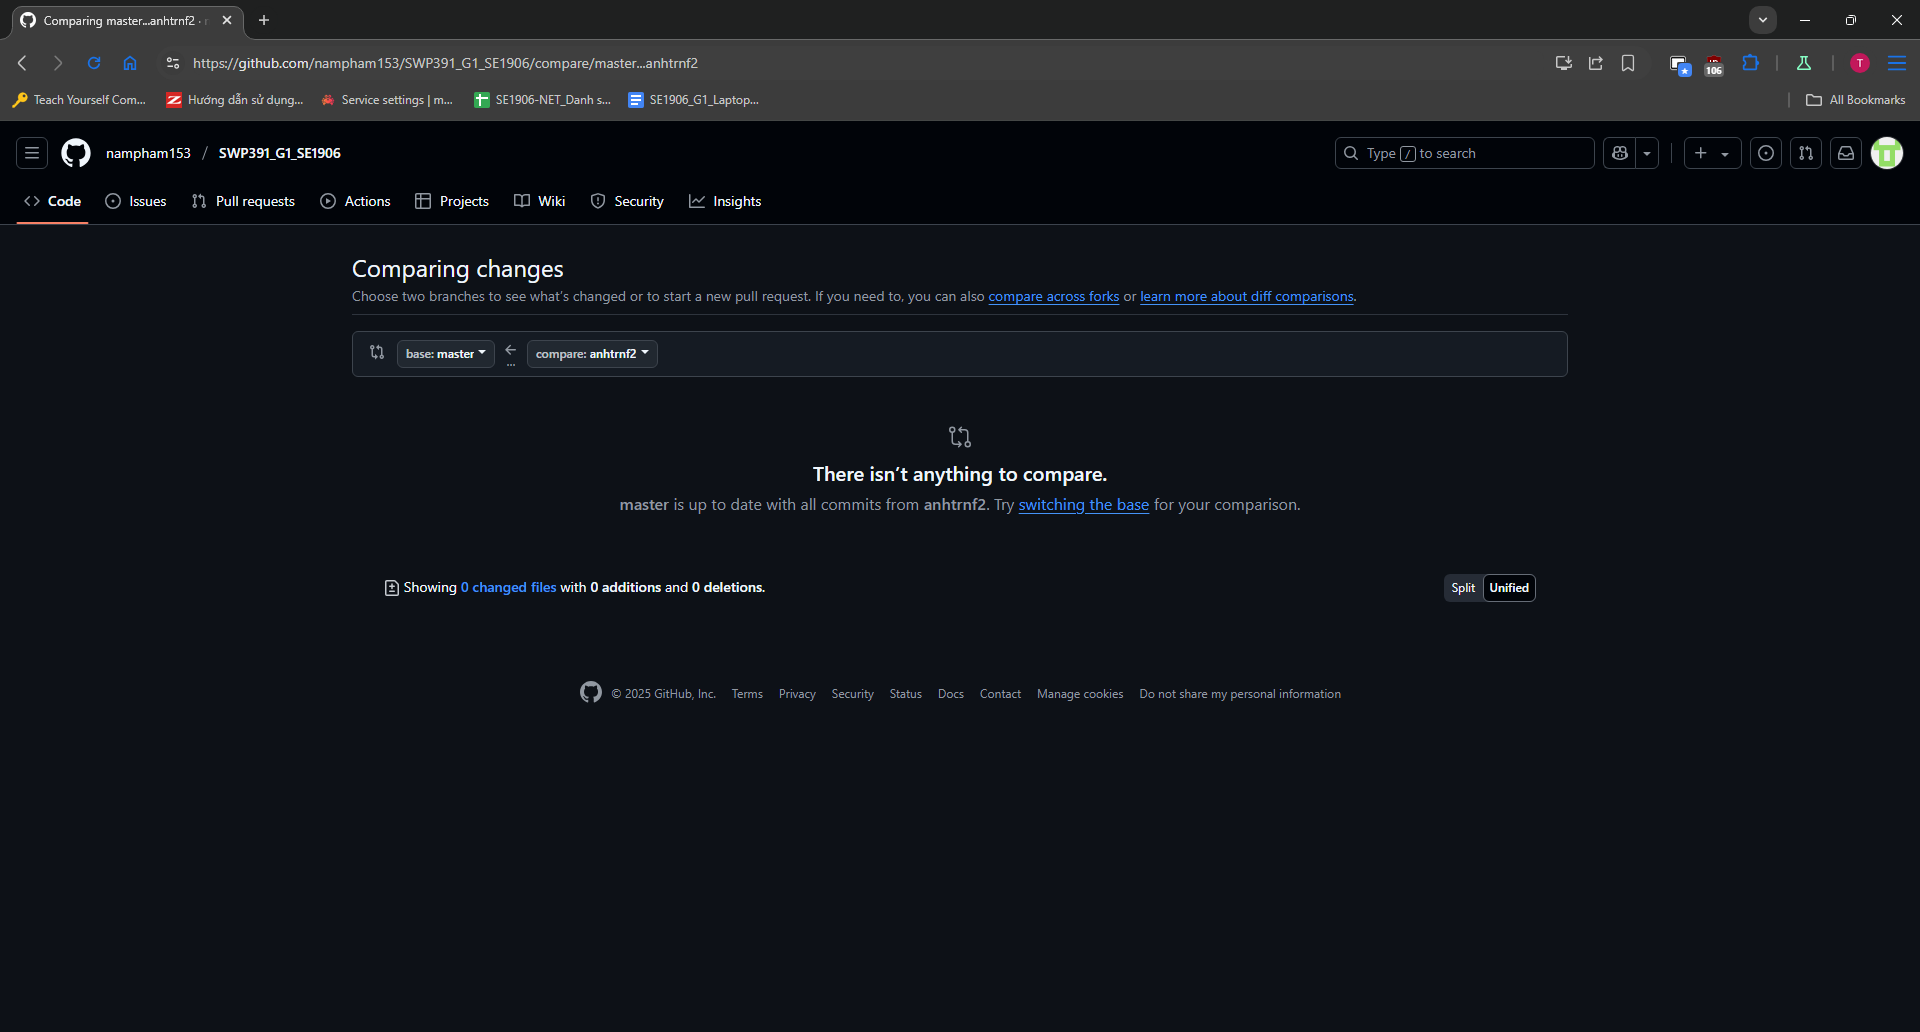 Comparing master...anhtrnf2 ·
https://github.com/nampham153/SWP391_G1_SE1906/compare/master...anhtrnf2
106
T
Teach Yourself Com...
Hướng dẫn sử dụng...
Service settings | m...
SE1906-NET_Danh s...
SE1906_G1_Laptop...
All Bookmarks
nampham153 / SWP391_G1_SE1906
Type / to search
Code
Issues
Pull requests
Actions
Projects
Wiki
Security
Insights
Comparing changes
Choose two branches to see what's changed or to start a new pull request. If you need to, you can also compare across forks or learn more about diff comparisons.
base: master
...
compare: anhtrnf2
There isn't anything to compare.
master is up to date with all commits from anhtrnf2. Try switching the base for your comparison.
Showing 0 changed files with 0 additions and 0 deletions.
Split
Unified
© 2025 GitHub, Inc.
Terms
Privacy
Security
Status
Docs
Contact
Manage cookies
Do not share my personal information